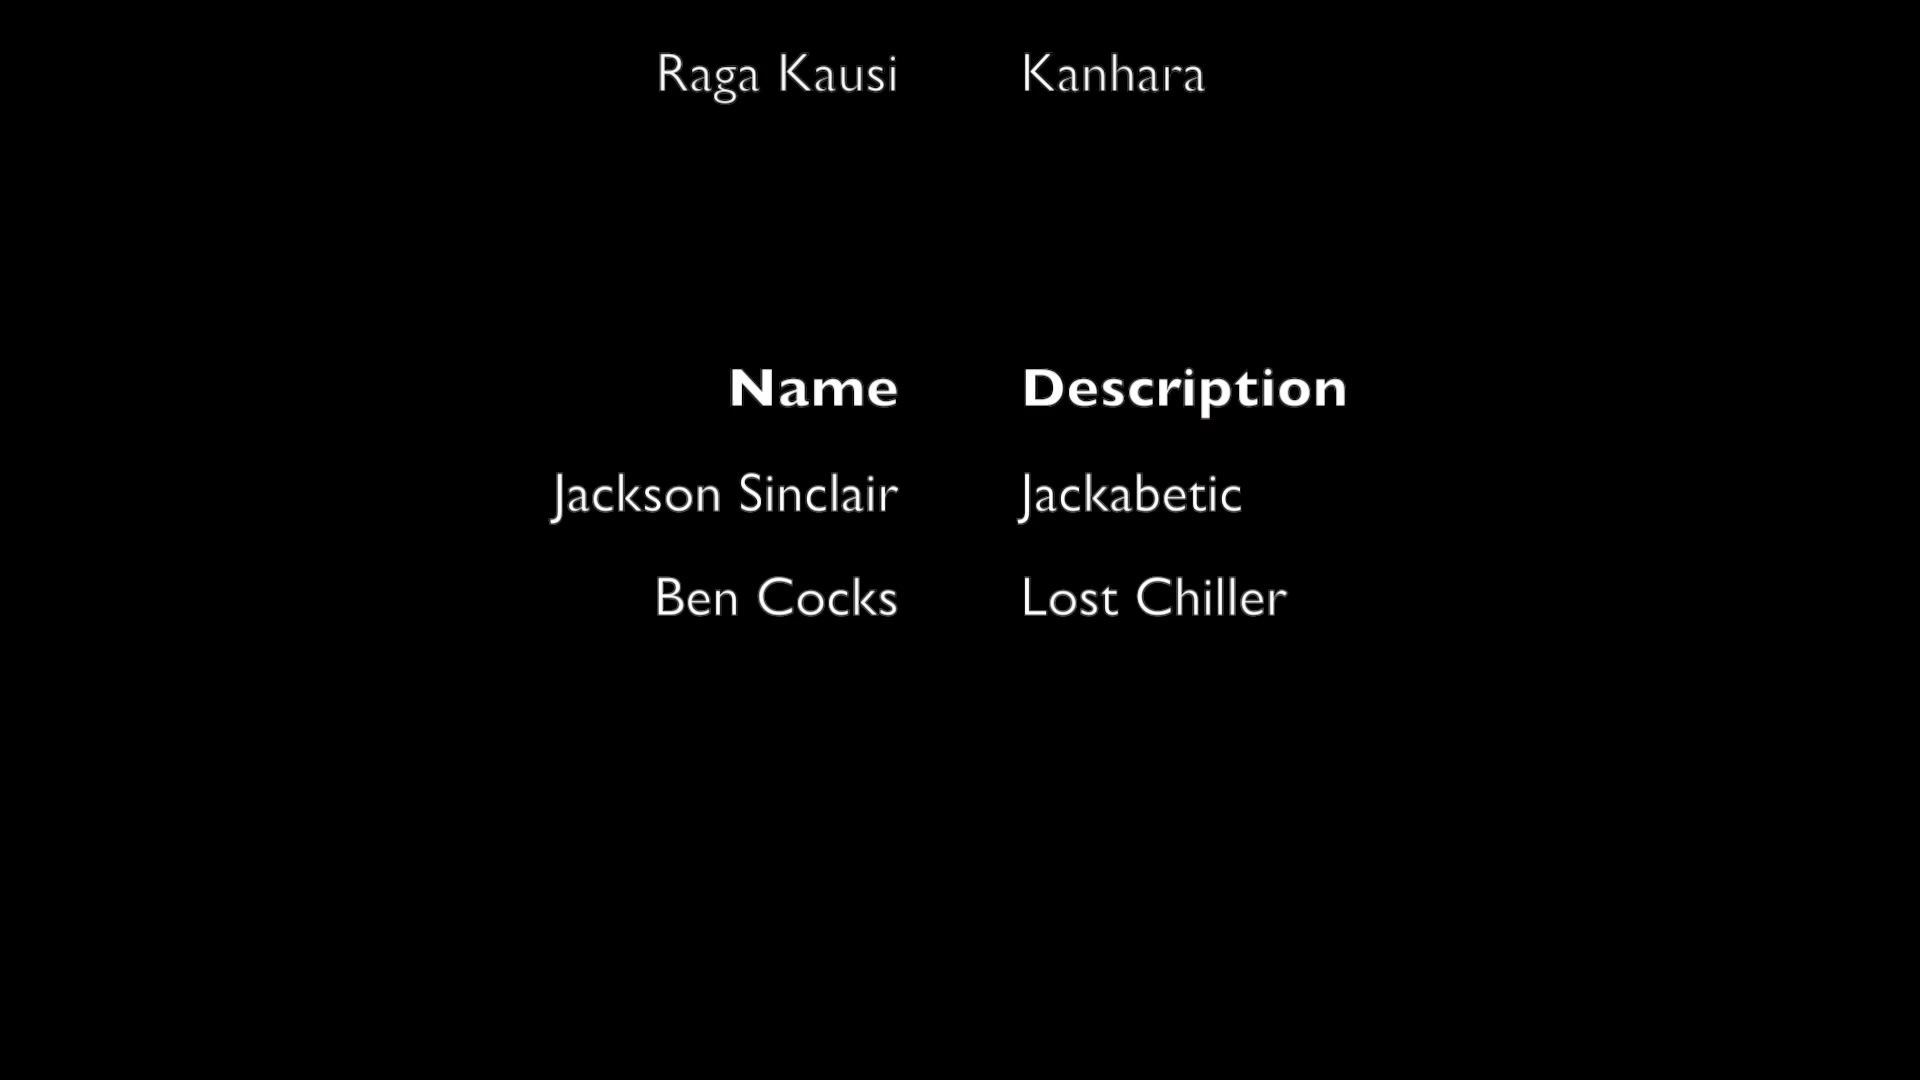 Raga Kausi Kanhara
Name Description
Jackson Sinclair Jackabetic
Ben Cocks Lost Chiller